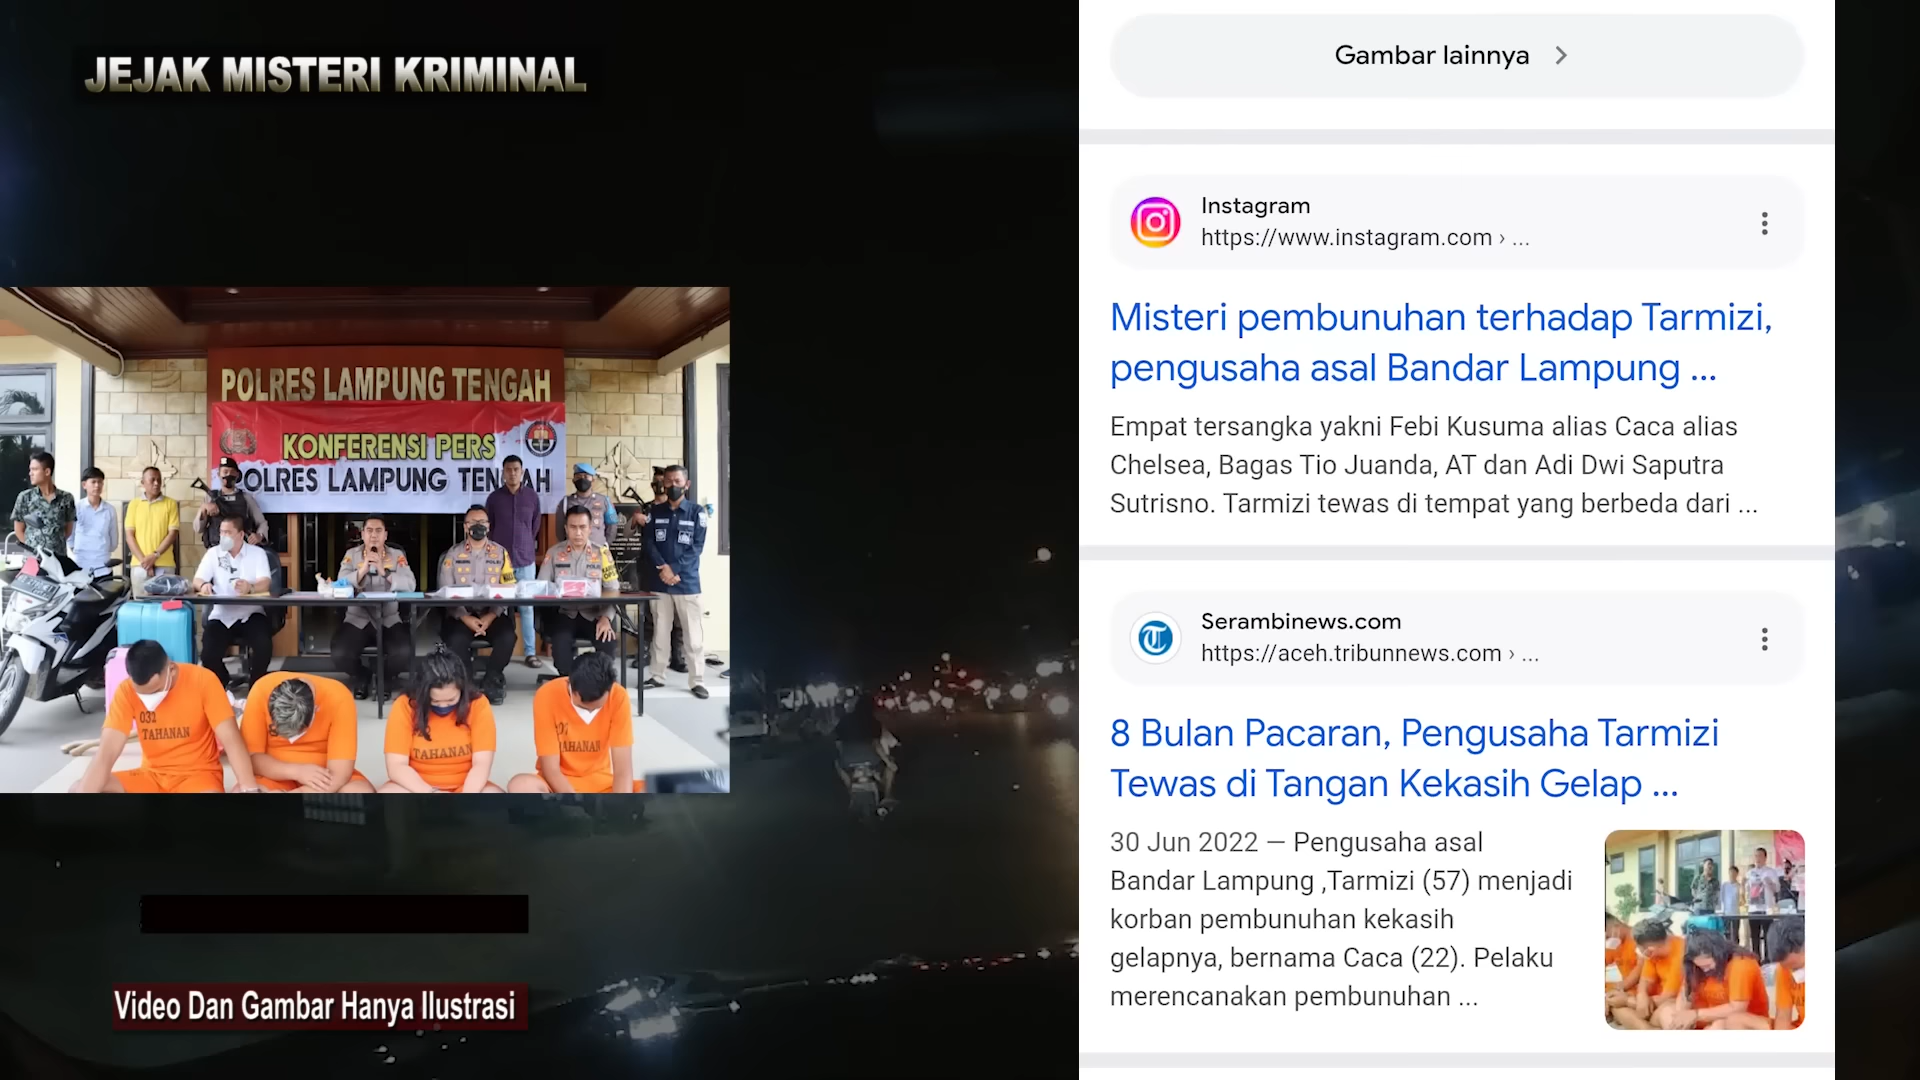 JEJAK MISTERI KRIMINAL
POLRES LAMPUNG TENGAH
KONFERENSI PERS
POLRES LAMPUNG TENGAH
032
TAHANAN
TAHANAN
TAHANAN
Video Dan Gambar Hanya Ilustrasi
Gambar lainnya
Instagram
https://www.instagram.com › ...
Misteri pembunuhan terhadap Tarmizi,
pengusaha asal Bandar Lampung ...
Empat tersangka yakni Febi Kusuma alias Caca alias
Chelsea, Bagas Tio Juanda, AT dan Adi Dwi Saputra
Sutrisno. Tarmizi tewas di tempat yang berbeda dari ...
Serambinews.com
https://aceh.tribunnews.com › ...
8 Bulan Pacaran, Pengusaha Tarmizi
Tewas di Tangan Kekasih Gelap ...
30 Jun 2022 — Pengusaha asal
Bandar Lampung ,Tarmizi (57) menjadi
korban pembunuhan kekasih
gelapnya, bernama Caca (22). Pelaku
merencanakan pembunuhan ...